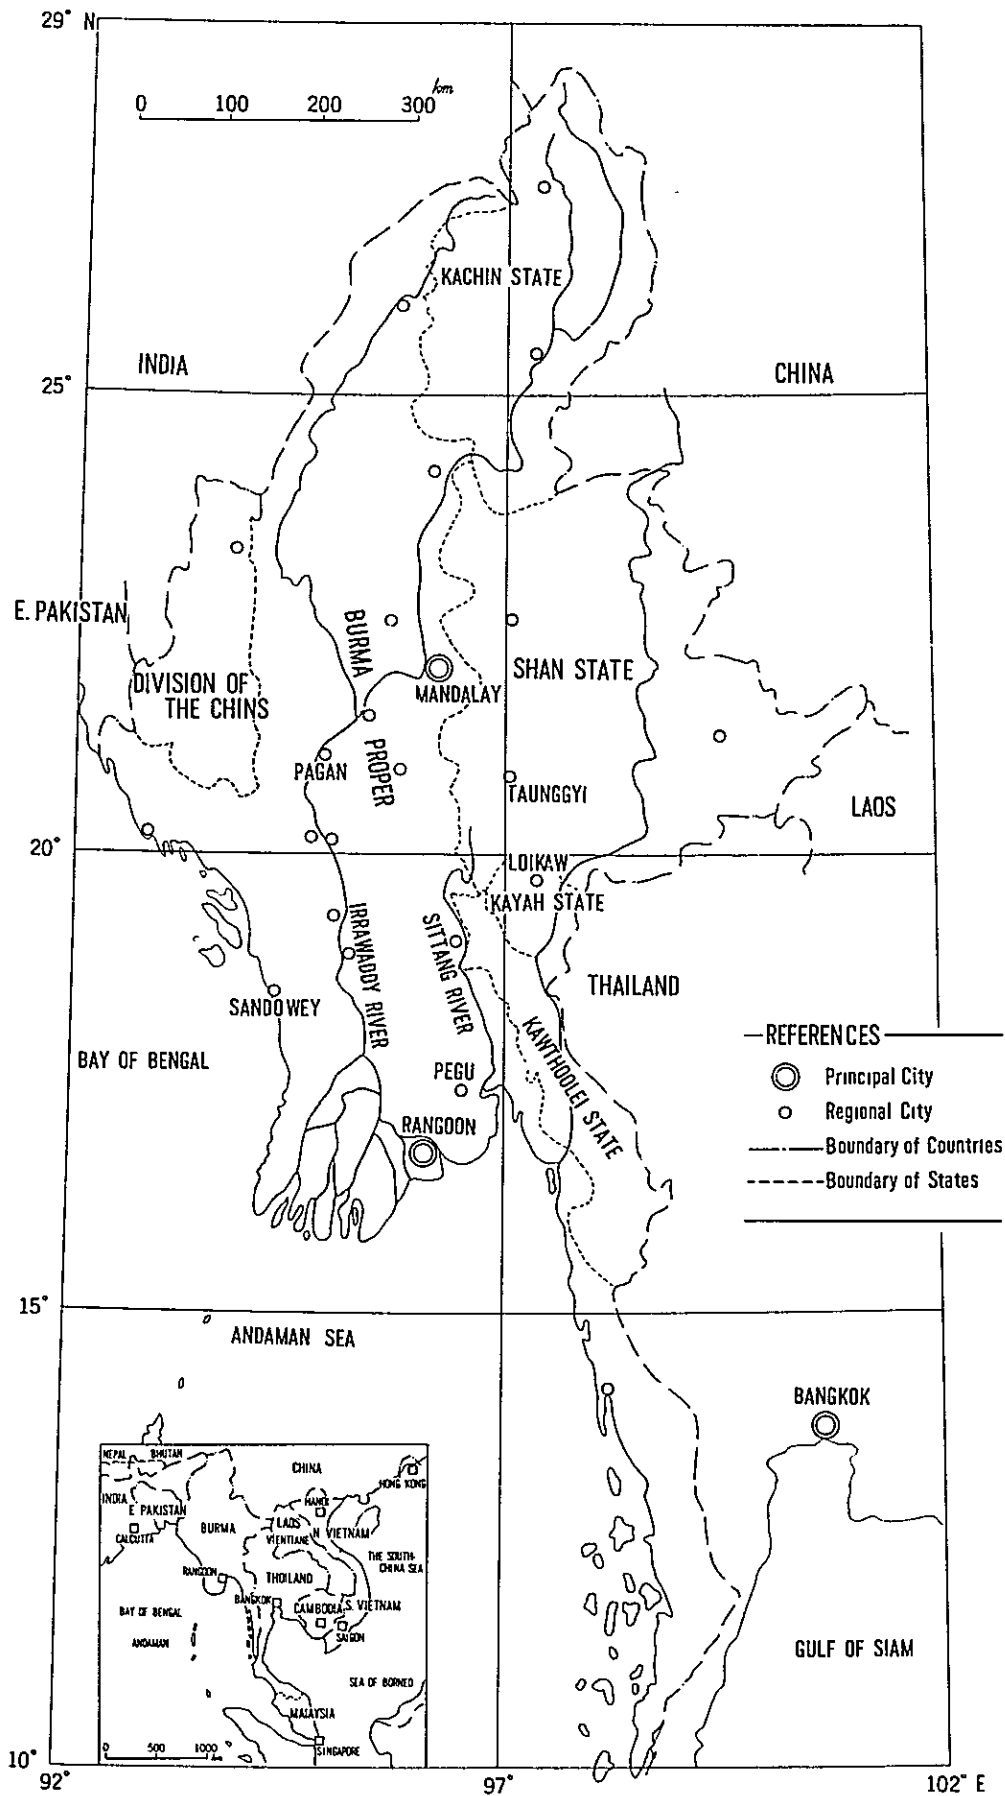 29° N
km
0 100 200 300
KACHIN STATE
INDIA
CHINA
25°
E. PAKISTAN
BURMA
PROPER
DIVISION OF
THE CHINS
MANDALAY
SHAN STATE
PAGAN
TAUNGGYI
LAOS
20°
LOIKAW
KAYAH STATE
IRRAWADDY RIVER
SITTANG RIVER
SANDOWEY
THAILAND
KAWTHOOLEI STATE
BAY OF BENGAL
PEGU
RANGOON
REFERENCES
Principal City
Regional City
Boundary of Countries
Boundary of States
15°
ANDAMAN SEA
BANGKOK
GULF OF SIAM
NEPAL
BHUTAN
CHINA
HONG KONG
INDIA
E. PAKISTAN
HANOI
CALCUTTA
BURMA
LAOS
N. VIETNAM
VIENTIANE
THE SOUTH-
CHINA SEA
RANGOON
THAILAND
BANGKOK
CAMBODIA
S. VIETNAM
BAY OF BENGAL
SAIGON
ANDAMAN
SEA OF BORNEO
MALAYSIA
SINGAPORE
0 500 1000
10°
92° 97° 102° E